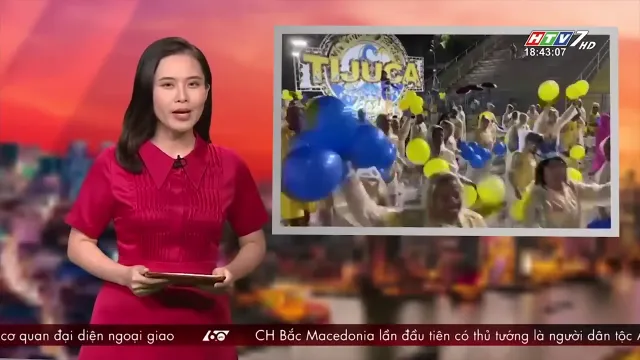 HTV7 HD
18:43:07
TIJUCA
cơ quan đại diện ngoại giao 60 CH Bắc Macedonia lần đầu tiên có thủ tướng là người dân tộc